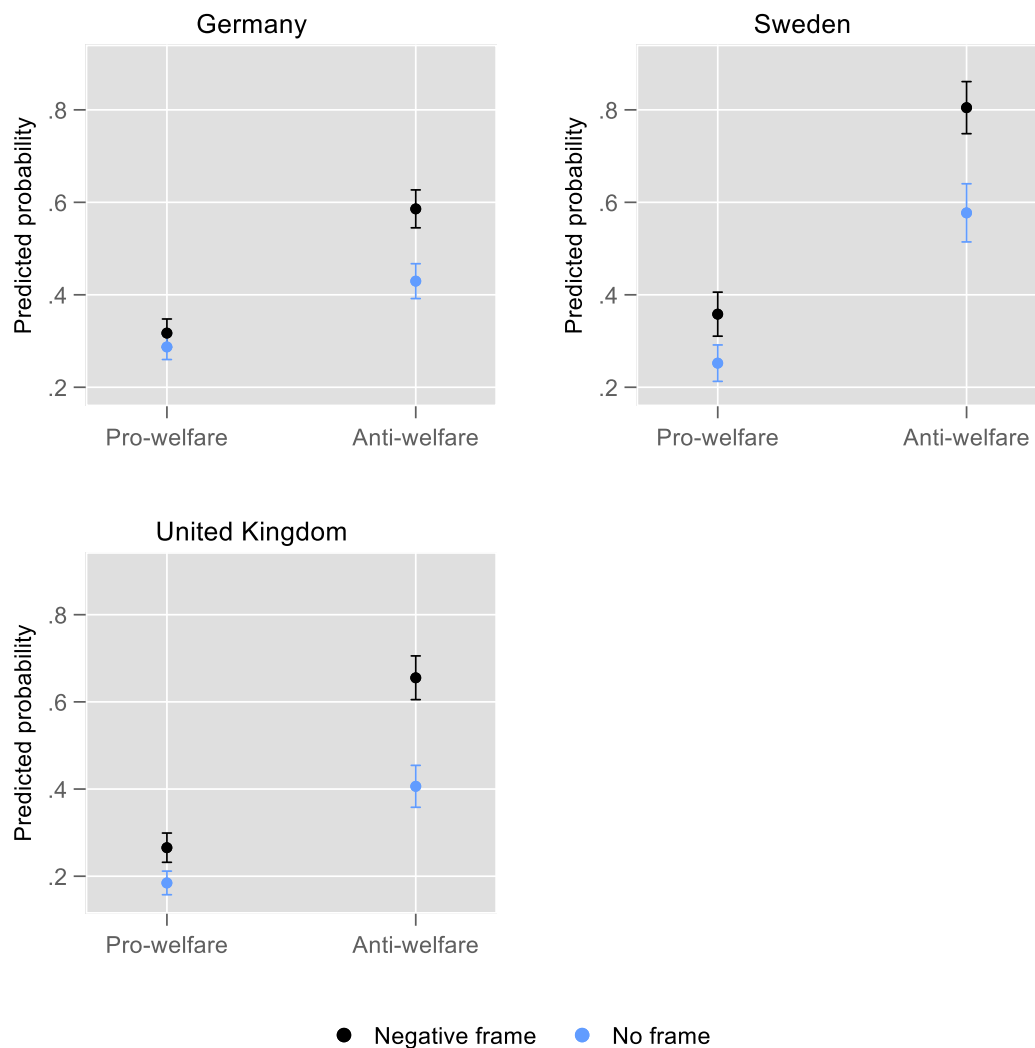 Germany
Sweden
Predicted probability
.8
.6
.4
.2
Pro-welfare Anti-welfare
Predicted probability
.8
.6
.4
.2
Pro-welfare Anti-welfare
United Kingdom
Predicted probability
.8
.6
.4
.2
Pro-welfare Anti-welfare
Negative frame No frame